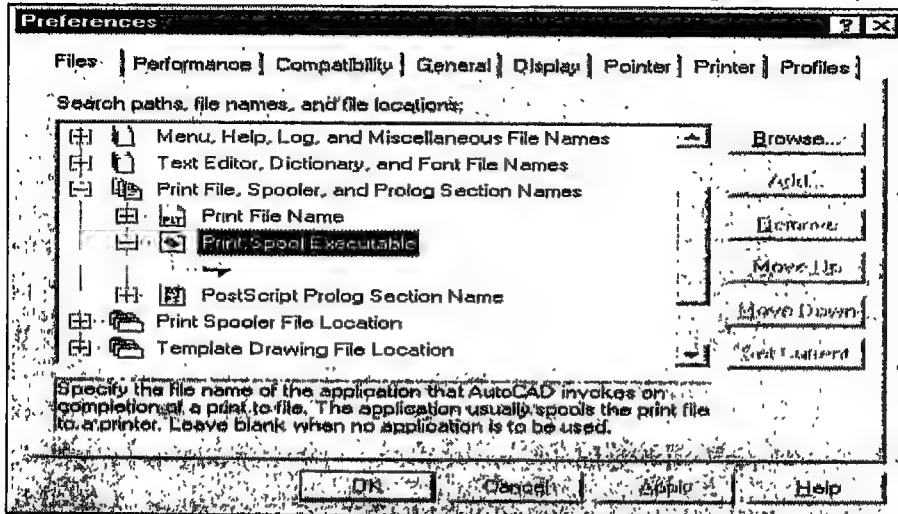 Preferences
Files Performance Compatibility General Display Pointer Printer Profiles
Search paths, file names, and file locations:
Menu, Help, Log, and Miscellaneous File Names
Text Editor, Dictionary, and Font File Names
Print File, Spooler, and Prolog Section Names
Print File Name
Print Spool Executable
PostScript Prolog Section Name
Print Spooler File Location
Template Drawing File Location
Browse...
Add...
Remove
Move Up
Move Down
Set Current
Specify the file name of the application that AutoCAD invokes on
completion of a print to file. The application usually spools the print file
to a printer. Leave blank when no application is to be used.
OK Cancel Apply Help